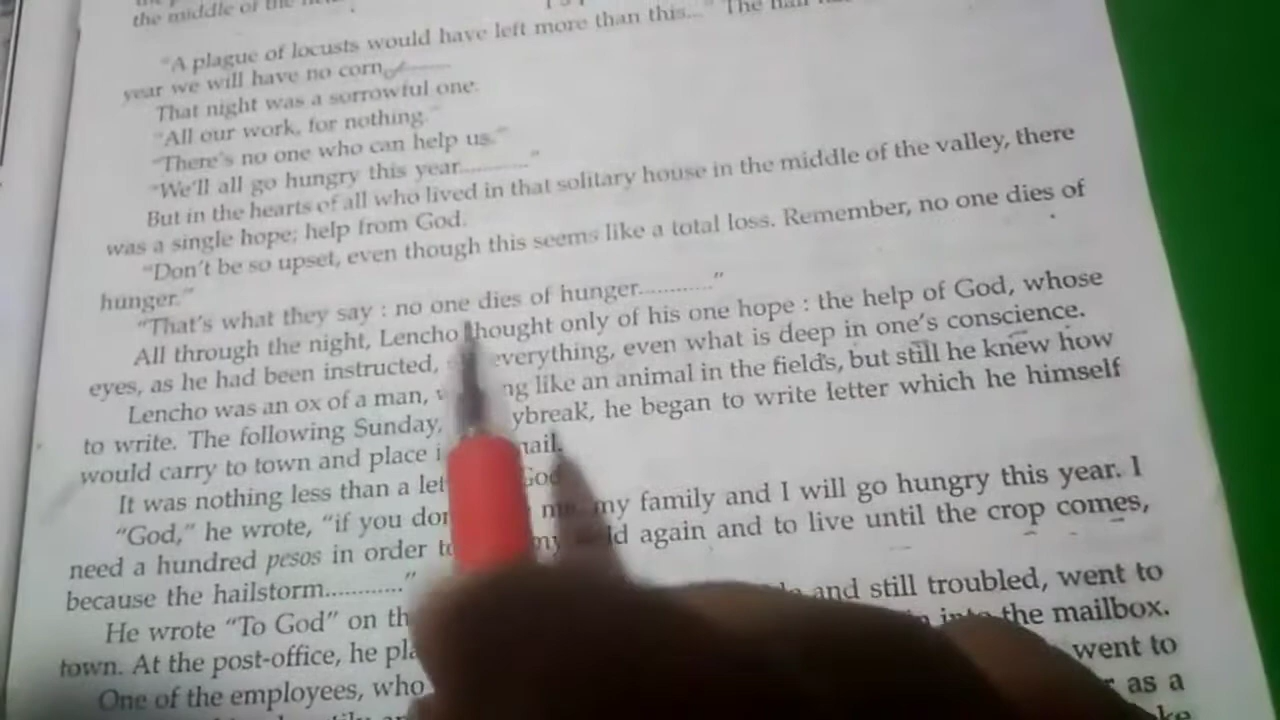 the middle of the
"A plague of locusts would have left more than this..." The hail
year we will have no corn
That night was a sorrowful one.
"All our work, for nothing."
"There's no one who can help us."
"We'll all go hungry this year.........."
But in the hearts of all who lived in that solitary house in the middle of the valley, there
was a single hope; help from God.
"Don't be so upset, even though this seems like a total loss. Remember, no one dies of
hunger."
"That's what they say : no one dies of hunger............"
All through the night, Lencho thought only of his one hope : the help of God, whose
eyes, as he had been instructed, everything, even what is deep in one's conscience.
Lencho was an ox of a man, like an animal in the fields, but still he knew how
to write. The following Sunday, he began to write letter which he himself
would carry to town and place
It was nothing less than a God
"God," he wrote, "if you my family and I will go hungry this year. I
need a hundred pesos in order again and to live until the crop comes,
because the hailstorm............"
He wrote "To God" on and still troubled, went to
town. At the post-office, he the mailbox.
One of the employees, who went to
as a